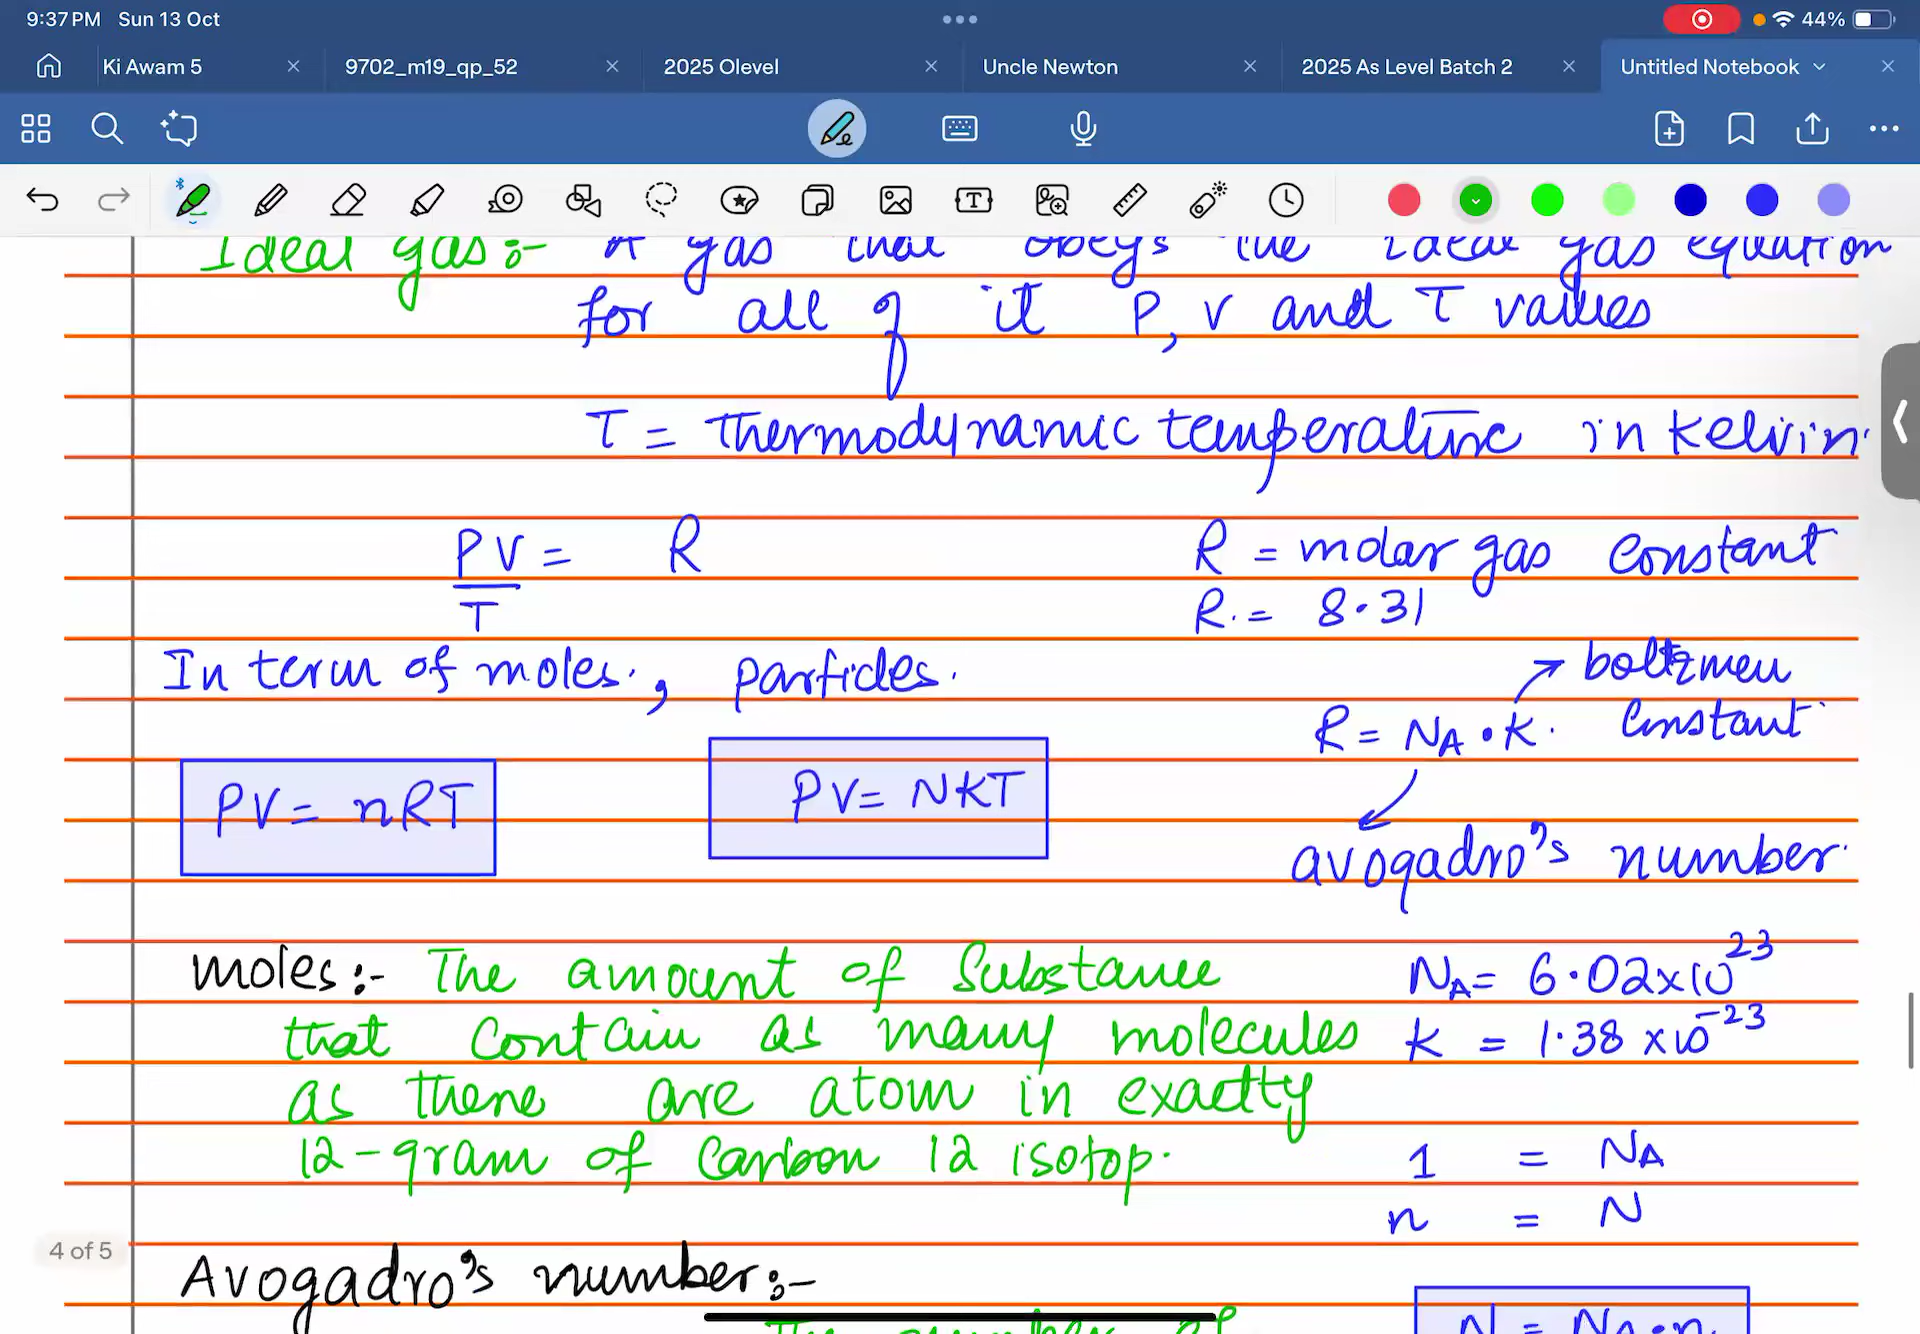 9:37 PM Sun 13 Oct
44%
Ki Awam 5
9702_m19_qp_52
2025 Olevel
Uncle Newton
2025 As Level Batch 2
Untitled Notebook
Ideal gas:- A gas that obeys the ideal gas equation
for all of it P, V and T values
T = Thermodynamic temperature in Kelvin.
PV = R
T
R = molar gas constant
R. = 8.31
In term of moles., particles.
boltzmen
R = NA • K. constant
PV = nRT
PV = NKT
avogadro's number.
moles:- The amount of Substance
that contain as many molecules
as there are atom in exactly
12-gram of Carbon 12 isotop.
NA = 6.02x10²³
K = 1.38 x10⁻²³
1 = NA
n = N
4 of 5
Avogadro's number:-
The number of
N = NA.n